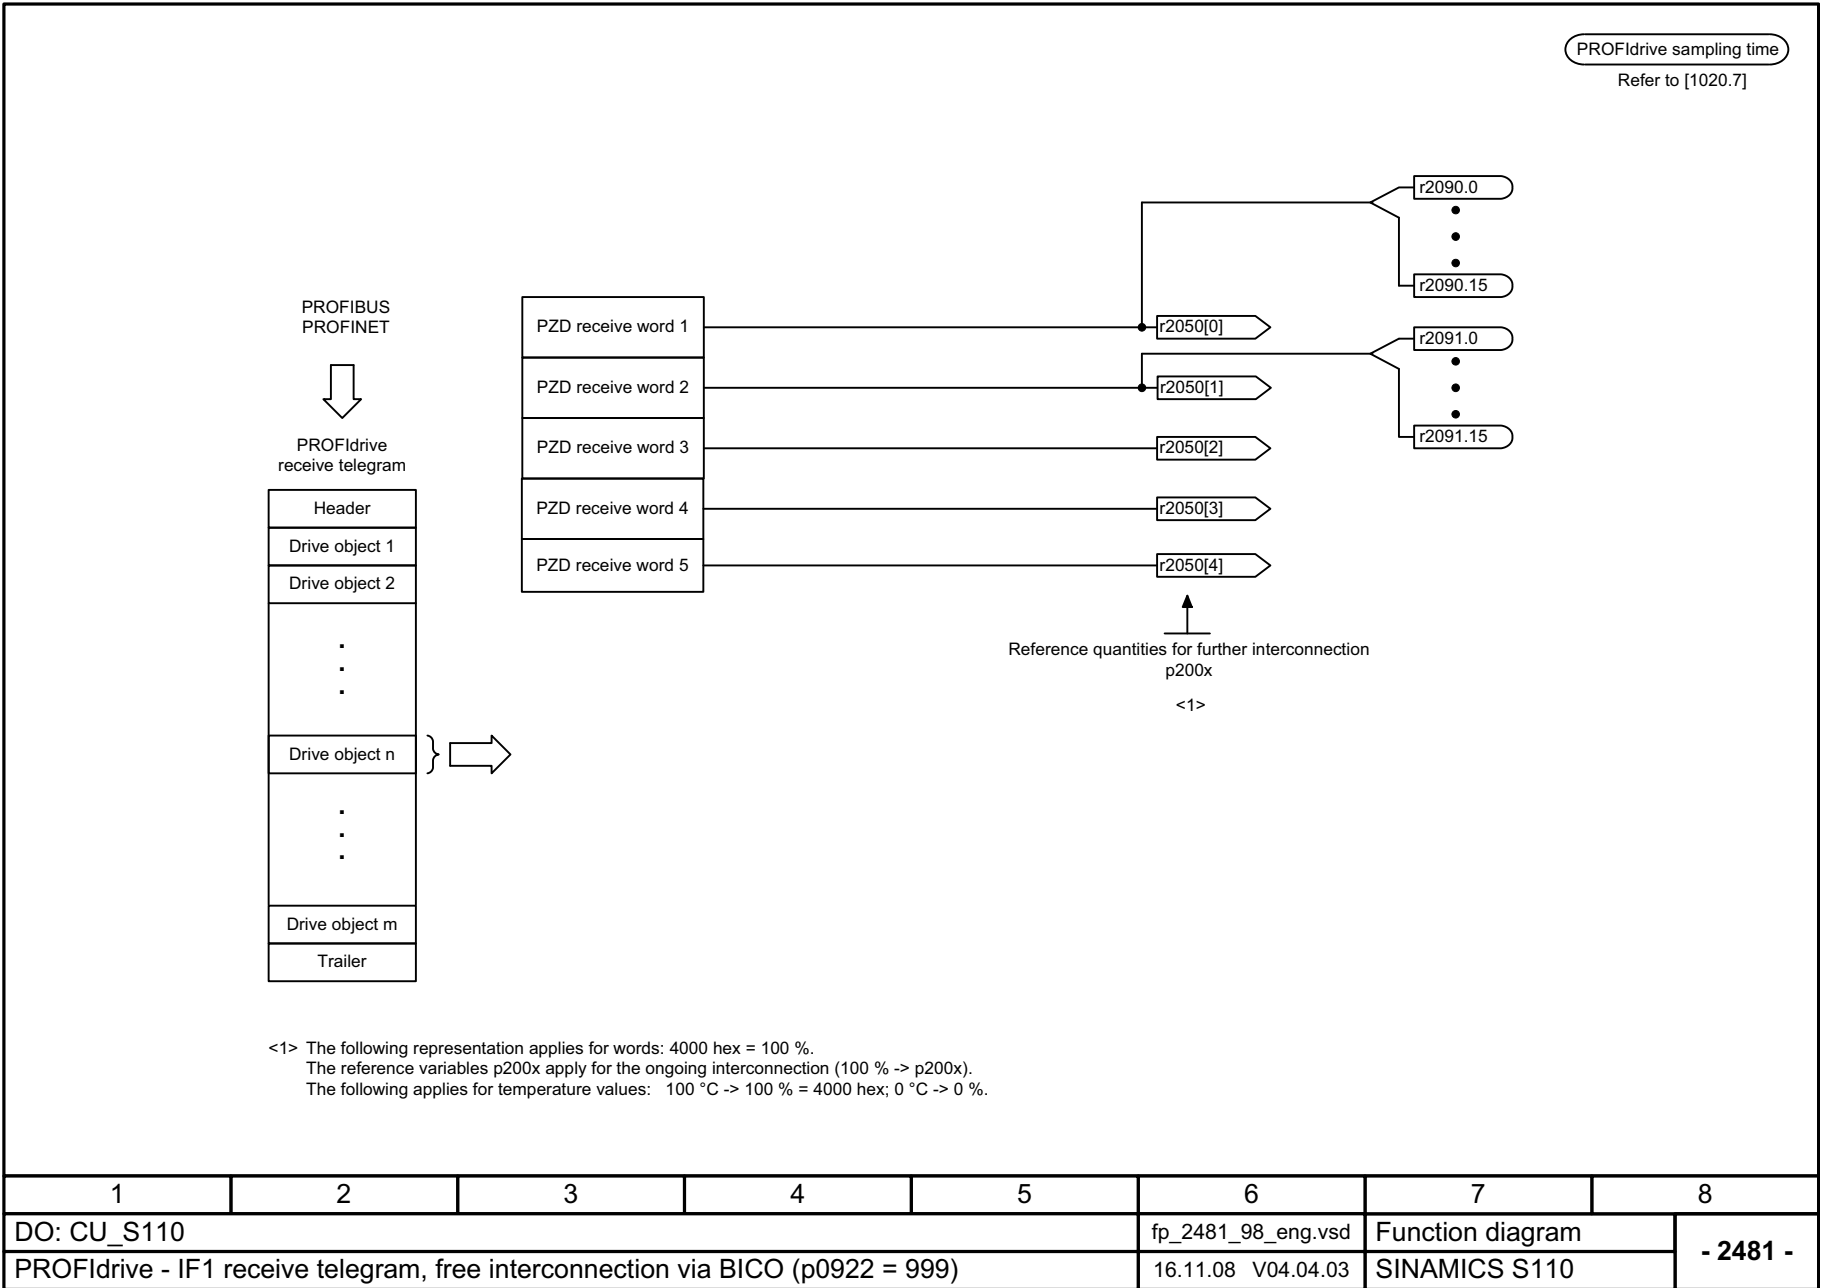 PROFIdrive sampling time
Refer to [1020.7]
r2090.0
r2090.15
PROFIBUS
PROFINET
PZD receive word 1
r2050[0]
r2091.0
PZD receive word 2
r2050[1]
r2091.15
PROFIdrive
receive telegram
PZD receive word 3
r2050[2]
Header
PZD receive word 4
r2050[3]
Drive object 1
PZD receive word 5
r2050[4]
Drive object 2
Reference quantities for further interconnection
p200x
<1>
Drive object n
Drive object m
Trailer
<1> The following representation applies for words: 4000 hex = 100 %.
The reference variables p200x apply for the ongoing interconnection (100 % -> p200x).
The following applies for temperature values: 100 °C -> 100 % = 4000 hex; 0 °C -> 0 %.
1 2 3 4 5 6 7 8
DO: CU_S110
fp_2481_98_eng.vsd
Function diagram
- 2481 -
PROFIdrive - IF1 receive telegram, free interconnection via BICO (p0922 = 999)
16.11.08 V04.04.03
SINAMICS S110